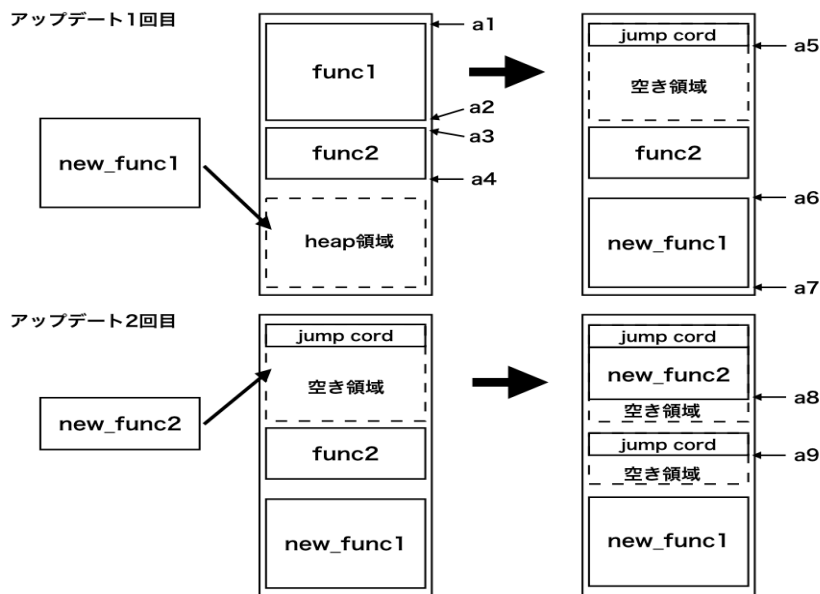 アップデート1回目
new_func1
func1
func2
heap領域
a1
a2
a3
a4
jump cord
空き領域
func2
new_func1
a5
a6
a7
アップデート2回目
new_func2
jump cord
空き領域
func2
new_func1
jump cord
new_func2
空き領域
jump cord
空き領域
new_func1
a8
a9